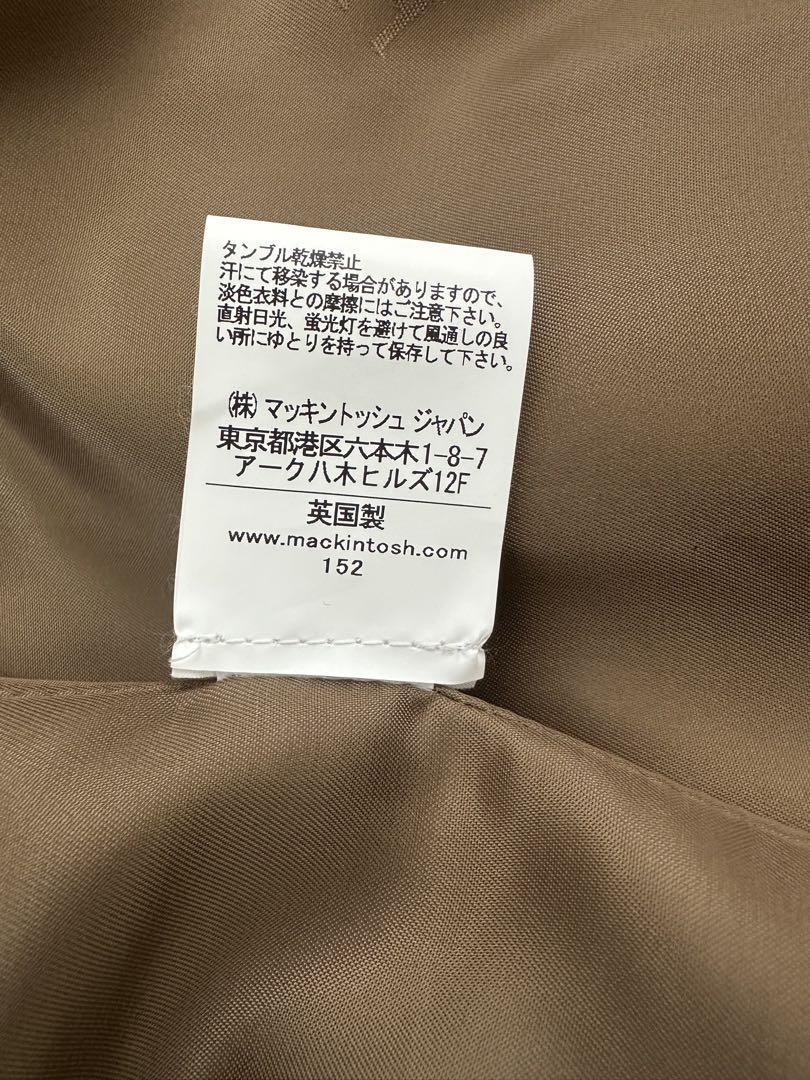 タンブル乾燥禁止
汗にて移染する場合がありますので、
淡色衣料との摩擦にはご注意下さい。
直射日光、蛍光灯を避けて風通しの良
い所にゆとりを持って保存して下さい。
(株) マッキントッシュ ジャパン
東京都港区六本木1-8-7
アーク八木ヒルズ12F
英国製
www.mackintosh.com
152